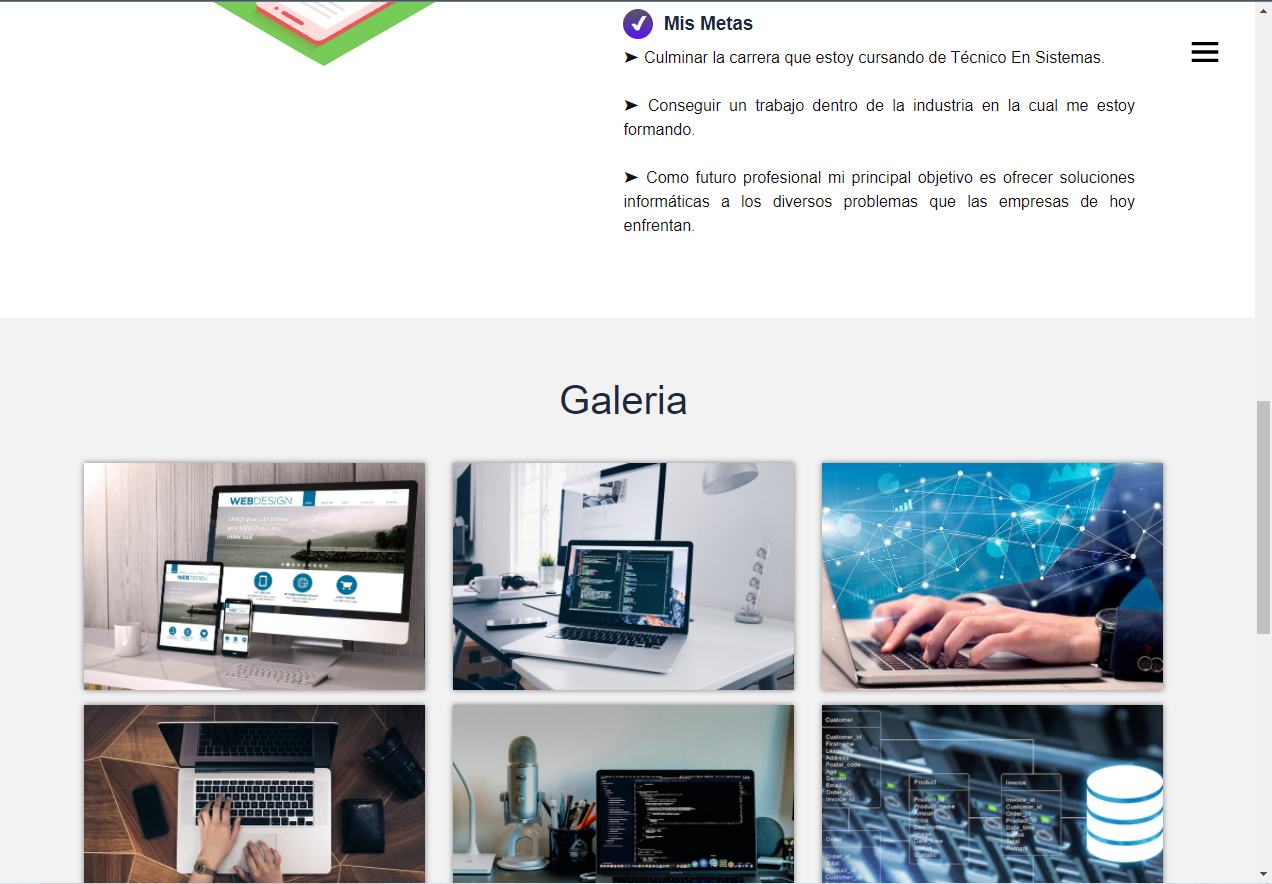 Mis Metas
➤ Culminar la carrera que estoy cursando de Técnico En Sistemas.
➤ Conseguir un trabajo dentro de la industria en la cual me estoy
formando.
➤ Como futuro profesional mi principal objetivo es ofrecer soluciones
informáticas a los diversos problemas que las empresas de hoy
enfrentan.
Galeria
WEBDESIGN
WEBDESIGN
Customer
Customer_id
Firstname
Address
Postal_code
Age
Gender
Email
Order_id
Invoice_id
Product
Product_id
Product_name
Amount
Price
Description
Invoice
Invoice_id
Customer_id
Order_id
Product_id
Date_time
Total
Remark
Order
Order_id
Total
Product_id
Customer_id